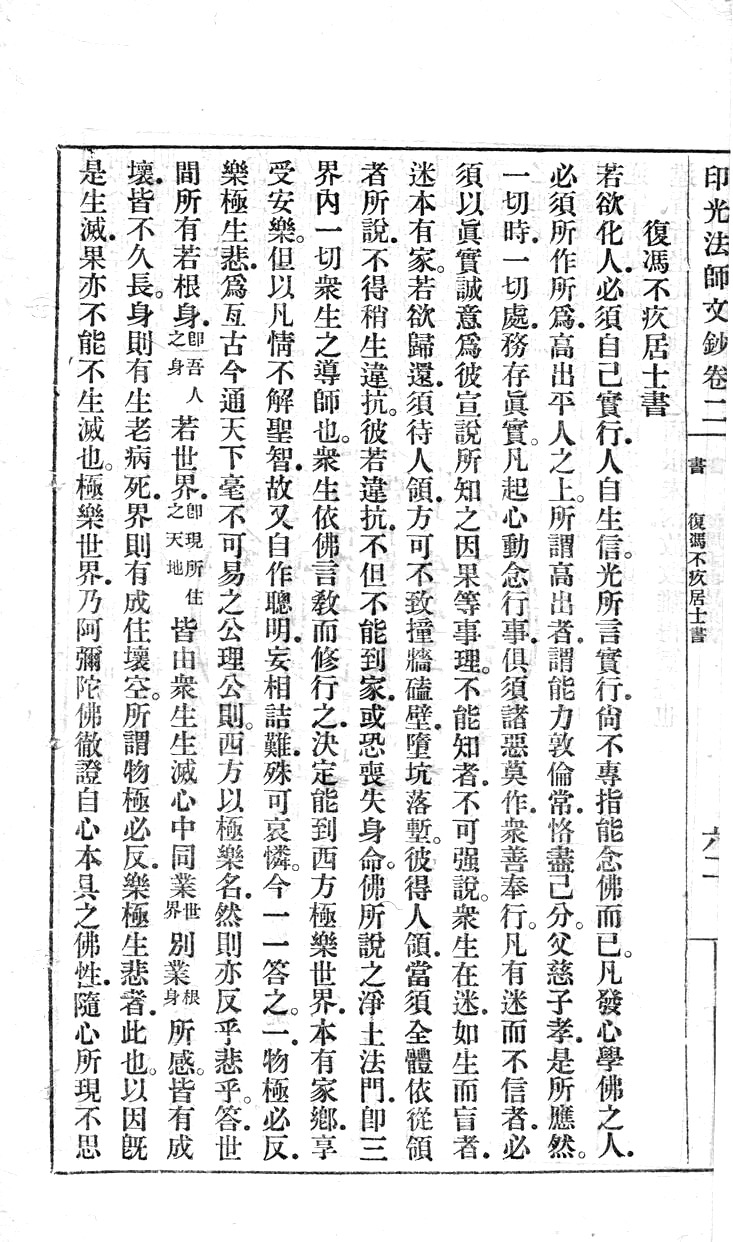 印光法師文鈔卷二 書 復馮不疚居士書 六二
復馮不疚居士書
若欲化人．必須自己實行．人自生信。光所言實行．尙不專指能念佛而已。凡發心學佛之人．
必須所作所爲．高出平人之上。所謂高出者．謂能力敦倫常．恪盡己分。父慈子孝．是所應然。
一切時．一切處．務存眞實。凡起心動念行事．俱須諸惡莫作．衆善奉行。凡有迷而不信者．必
須以眞實誠意爲彼宣說所知之因果等事理。不能知者．不可强說。衆生在迷．如生而盲者．
迷本有家。若欲歸還．須待人領．方可不致撞牆磕壁．墮坑落塹。彼得人領．當須全體依從領
者所說．不得稍生違抗。彼若違抗．不但不能到家．或恐喪失身命。佛所說之淨土法門．卽三
界內一切衆生之導師也。衆生依佛言敎而修行之．決定能到西方極樂世界．本有家鄉．享
受安樂。但以凡情不解聖智．故又自作聰明．妄相詰難．殊可哀憐。今一一答之。一．物極必反．
樂極生悲．爲亙古今通天下毫不可易之公理公則。西方以極樂名．然則亦反乎悲乎。答．世
間所有若根身．卽吾人之身 若世界．卽現所住之天地 皆由衆生生滅心中同業世界 別業根身 所感。皆有成
壞．皆不久長。身則有生老病死．界則有成住壞空。所謂物極必反．樂極生悲者．此也。以因旣
是生滅．果亦不能不生滅也。極樂世界．乃阿彌陀佛徹證自心本具之佛性．隨心所現不思